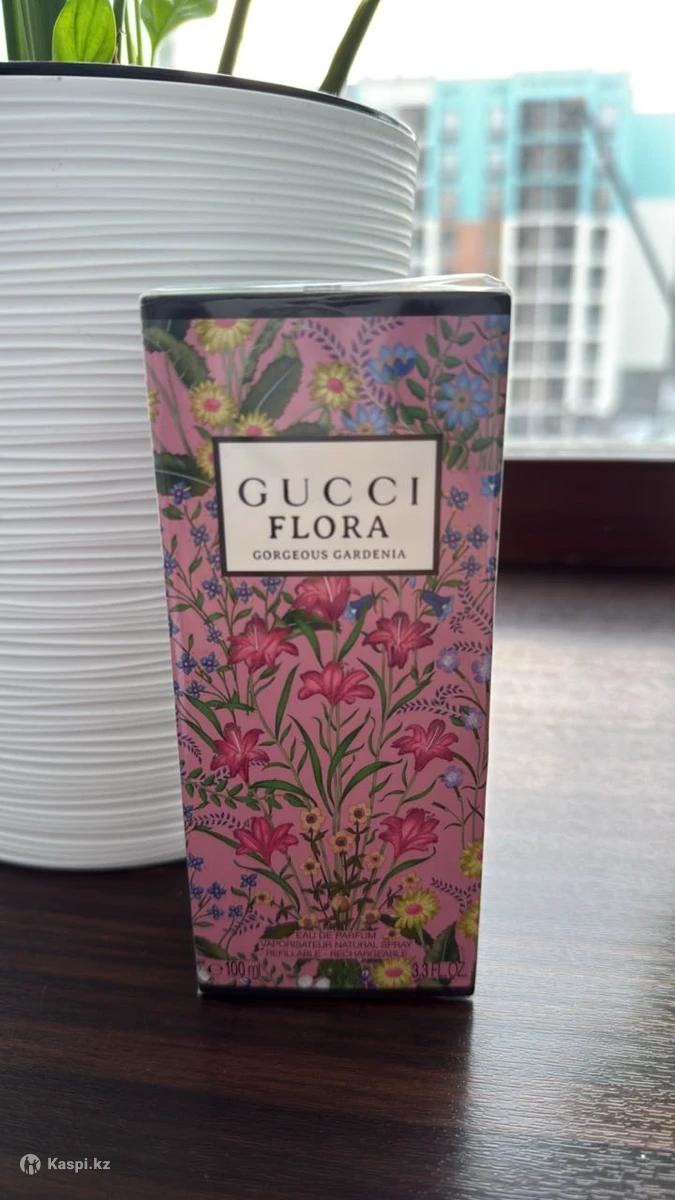 GUCCI
FLORA
GORGEOUS GARDENIA
EAU DE PARFUM
VAPORISATEUR NATURAL SPRAY
REFILLABLE - RECHARGEABLE
℮ 100 ml 3.3 FL. OZ.
Kaspi.kz